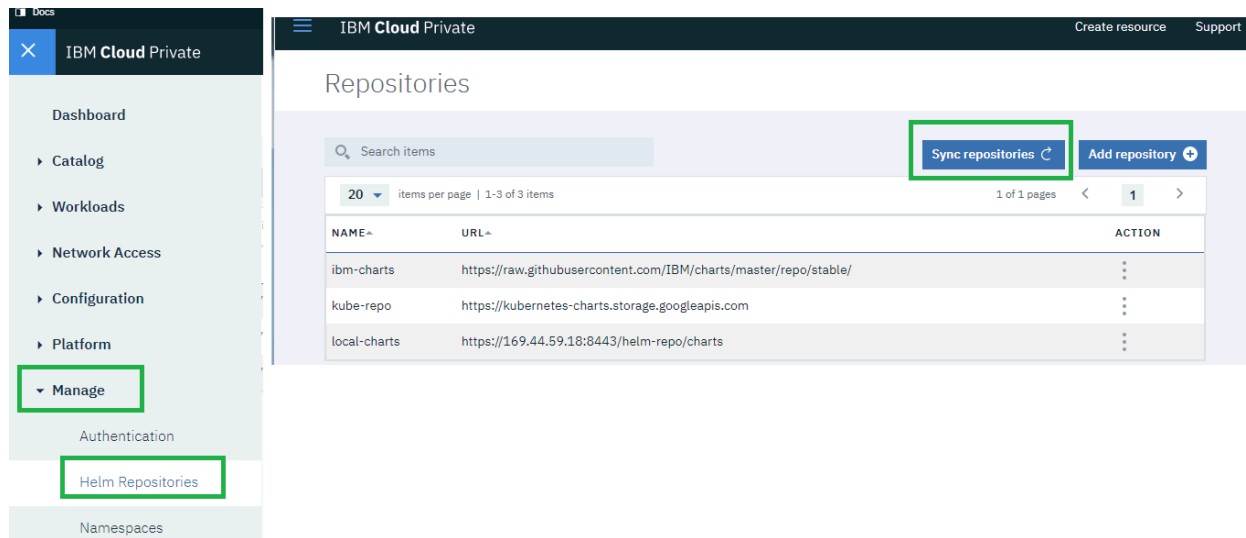 Docs
IBM Cloud Private
Dashboard
Catalog
Workloads
Network Access
Configuration
Platform
Manage
Authentication
Helm Repositories
Namespaces
IBM Cloud Private Create resource Support
Repositories
Search items Sync repositories Add repository
20 items per page | 1-3 of 3 items 1 of 1 pages 1
NAME URL ACTION
ibm-charts https://raw.githubusercontent.com/IBM/charts/master/repo/stable/
kube-repo https://kubernetes-charts.storage.googleapis.com
local-charts https://169.44.59.18:8443/helm-repo/charts